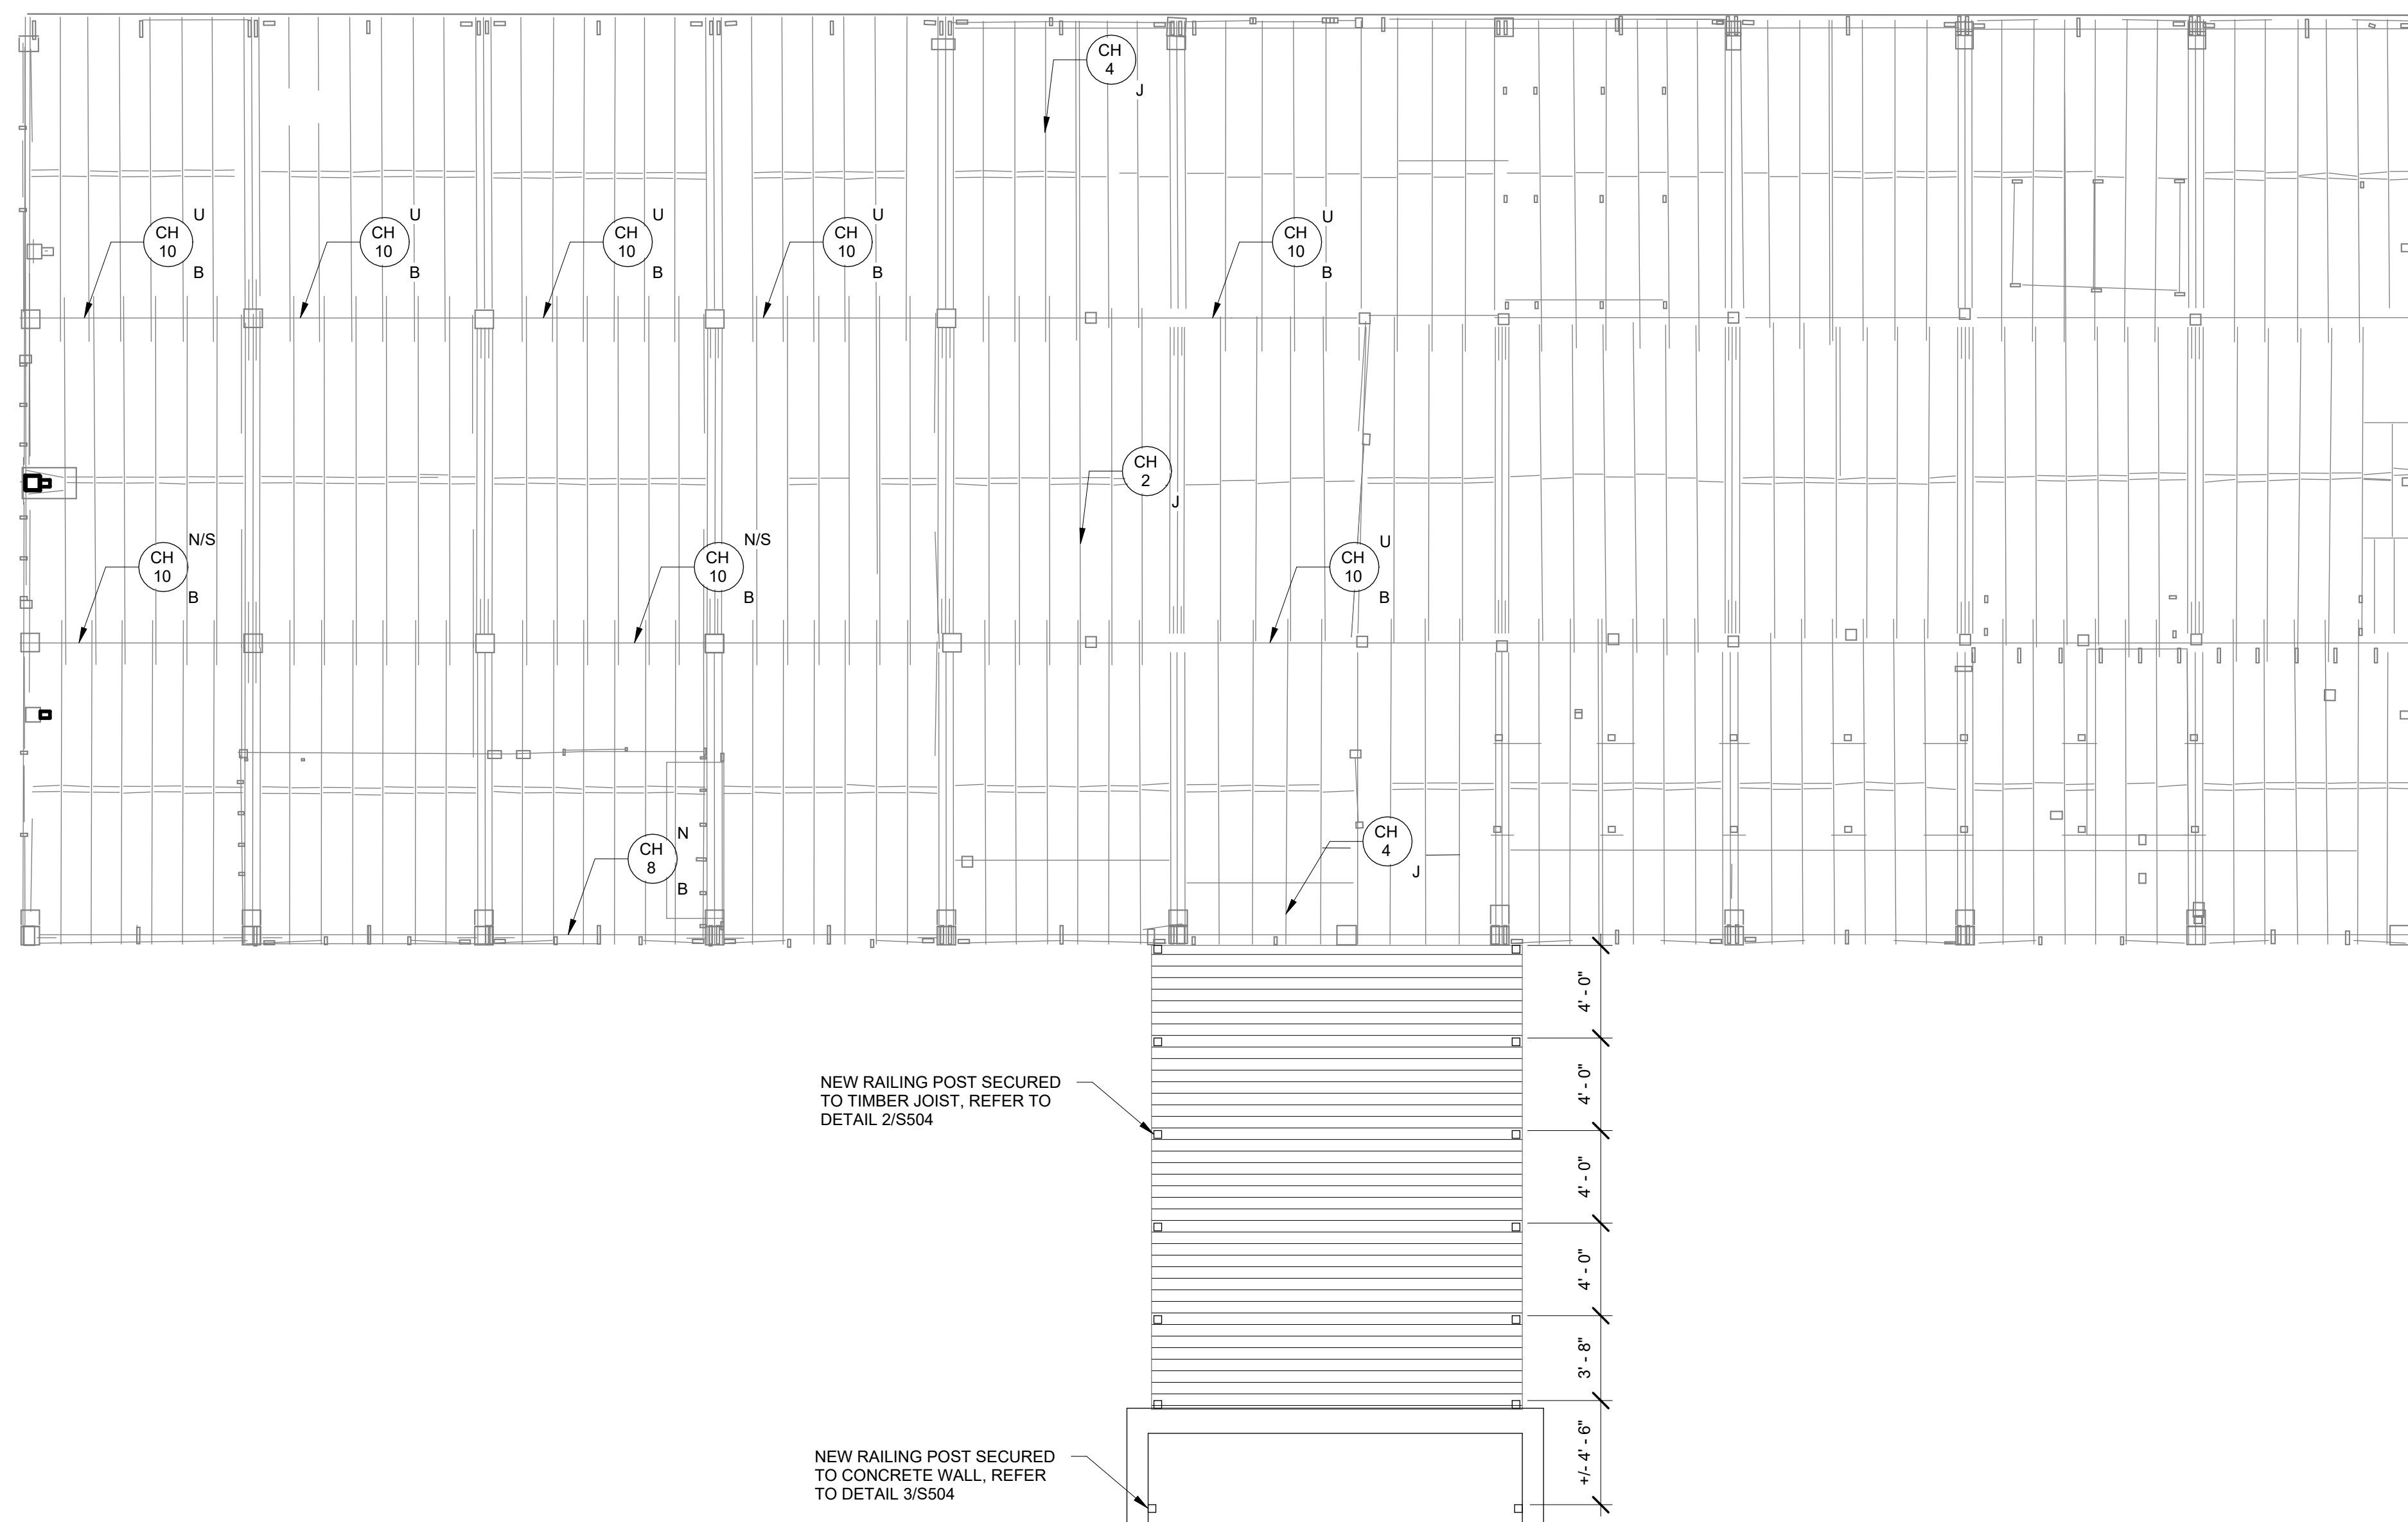 CH
4
J
U
CH
10
B
U
CH
10
B
U
CH
10
B
U
CH
10
B
U
CH
10
B
CH
2
J
N/S
CH
10
B
N/S
CH
10
B
U
CH
10
B
N
CH
8
B
CH
4
J
4' - 0"
4' - 0"
4' - 0"
4' - 0"
3' - 8"
+/- 4' - 6"
NEW RAILING POST SECURED
TO TIMBER JOIST, REFER TO
DETAIL 2/S504
NEW RAILING POST SECURED
TO CONCRETE WALL, REFER
TO DETAIL 3/S504